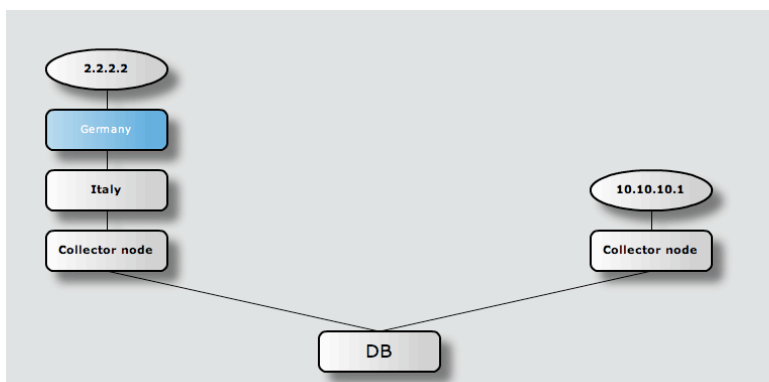 2.2.2.2
Germany
Italy
10.10.10.1
Collector node
Collector node
DB